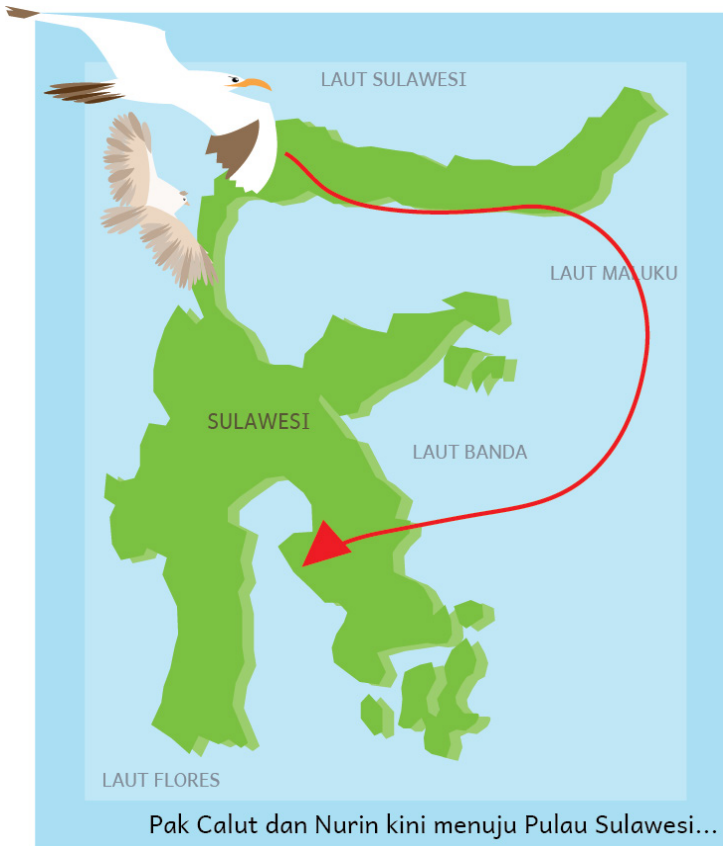 LAUT SULAWESI
LAUT MALUKU
SULAWESI
LAUT BANDA
LAUT FLORES
Pak Calut dan Nurin kini menuju Pulau Sulawesi...